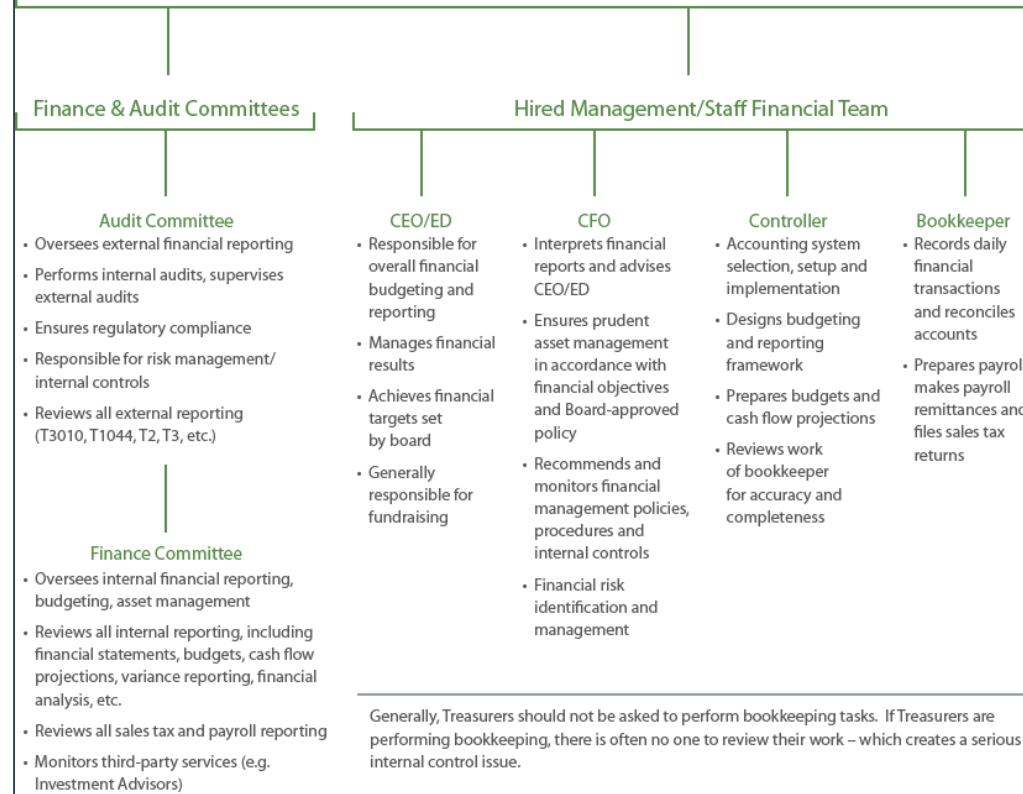 Finance & Audit Committees
Audit Committee
• Oversees external financial reporting
• Performs internal audits, supervises
external audits
• Ensures regulatory compliance
• Responsible for risk management/
internal controls
• Reviews all external reporting
(T3010, T1044, T2, T3, etc.)
Finance Committee
• Oversees internal financial reporting,
budgeting, asset management
• Reviews all internal reporting, including
financial statements, budgets, cash flow
projections, variance reporting, financial
analysis, etc.
• Reviews all sales tax and payroll reporting
• Monitors third-party services (e.g.
Investment Advisors)
Hired Management/Staff Financial Team
CEO/ED
• Responsible for
overall financial
budgeting and
reporting
• Manages financial
results
• Achieves financial
targets set
by board
• Generally
responsible for
fundraising
CFO
• Interprets financial
reports and advises
CEO/ED
• Ensures prudent
asset management
in accordance with
financial objectives
and Board-approved
policy
• Recommends and
monitors financial
management policies,
procedures and
internal controls
• Financial risk
identification and
management
Controller
• Accounting system
selection, setup and
implementation
• Designs budgeting
and reporting
framework
• Prepares budgets and
cash flow projections
• Reviews work
of bookkeeper
for accuracy and
completeness
Bookkeeper
• Records daily
financial
transactions
and reconciles
accounts
• Prepares payrol
makes payroll
remittances and
files sales tax
returns
Generally, Treasurers should not be asked to perform bookkeeping tasks. If Treasurers are
performing bookkeeping, there is often no one to review their work – which creates a serious
internal control issue.